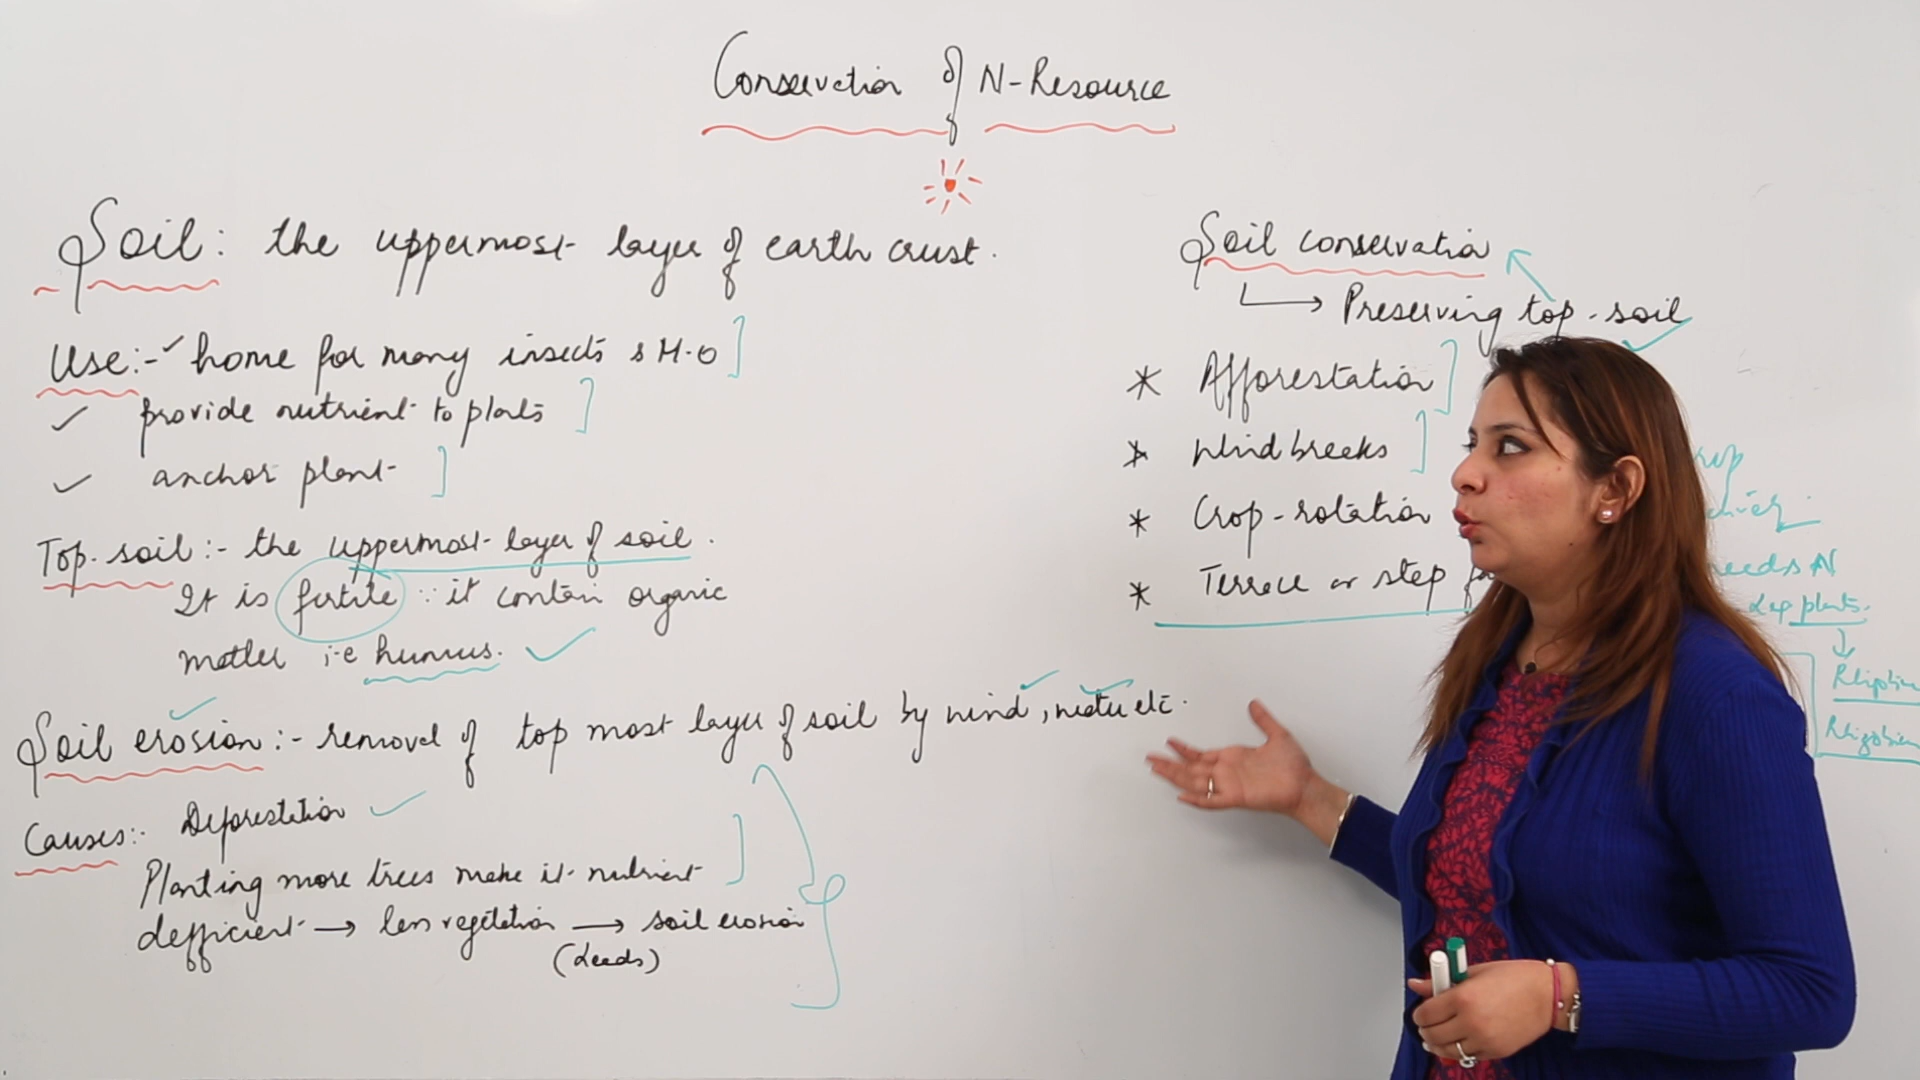 Conservation of N-Resource
Soil: the uppermost layer of earth crust.
Use:- home for many insects & M.O
provide nutrient to plants
anchor plant
Top-soil:- the uppermost layer of soil.
It is fertile ∵ it contain organic
matter i.e humus.
Soil erosion:- removal of top most layer of soil by wind, water etc.
Causes:- Deforestation
Planting more trees make it nutrient
defficient → less vegetation → soil erosion
(Leads)
Soil conservation
↳ Preserving top-soil
* Afforestation
* Wind breaks
* Crop-rotation
* Terrace or step
needs N
plants.